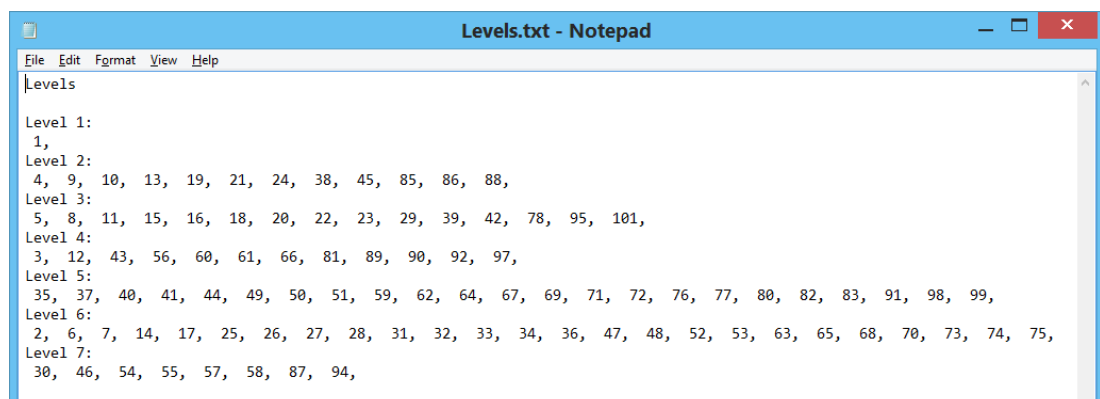 Levels.txt - Notepad
File Edit Format View Help
Levels
Level 1:
1,
Level 2:
4, 9, 10, 13, 19, 21, 24, 38, 45, 85, 86, 88,
Level 3:
5, 8, 11, 15, 16, 18, 20, 22, 23, 29, 39, 42, 78, 95, 101,
Level 4:
3, 12, 43, 56, 60, 61, 66, 81, 89, 90, 92, 97,
Level 5:
35, 37, 40, 41, 44, 49, 50, 51, 59, 62, 64, 67, 69, 71, 72, 76, 77, 80, 82, 83, 91, 98, 99,
Level 6:
2, 6, 7, 14, 17, 25, 26, 27, 28, 31, 32, 33, 34, 36, 47, 48, 52, 53, 63, 65, 68, 70, 73, 74, 75,
Level 7:
30, 46, 54, 55, 57, 58, 87, 94,